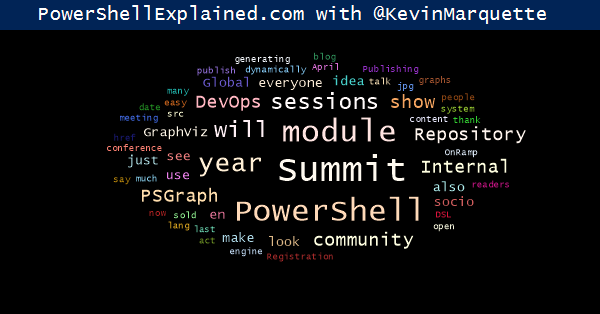 PowerShellExplained.com with @KevinMarquette
generating blog
publish dynamically April Publishing
Global everyone idea talk jpg graphs
many
date easy src DevOps sessions show people
system
meeting GraphViz will module content thank
href Repository
conference
just see year Summit Internal OnRamp
say much use also readers
PSGraph PowerShell socio
now sold en DSL
lang last open
act make look community
engine Registration